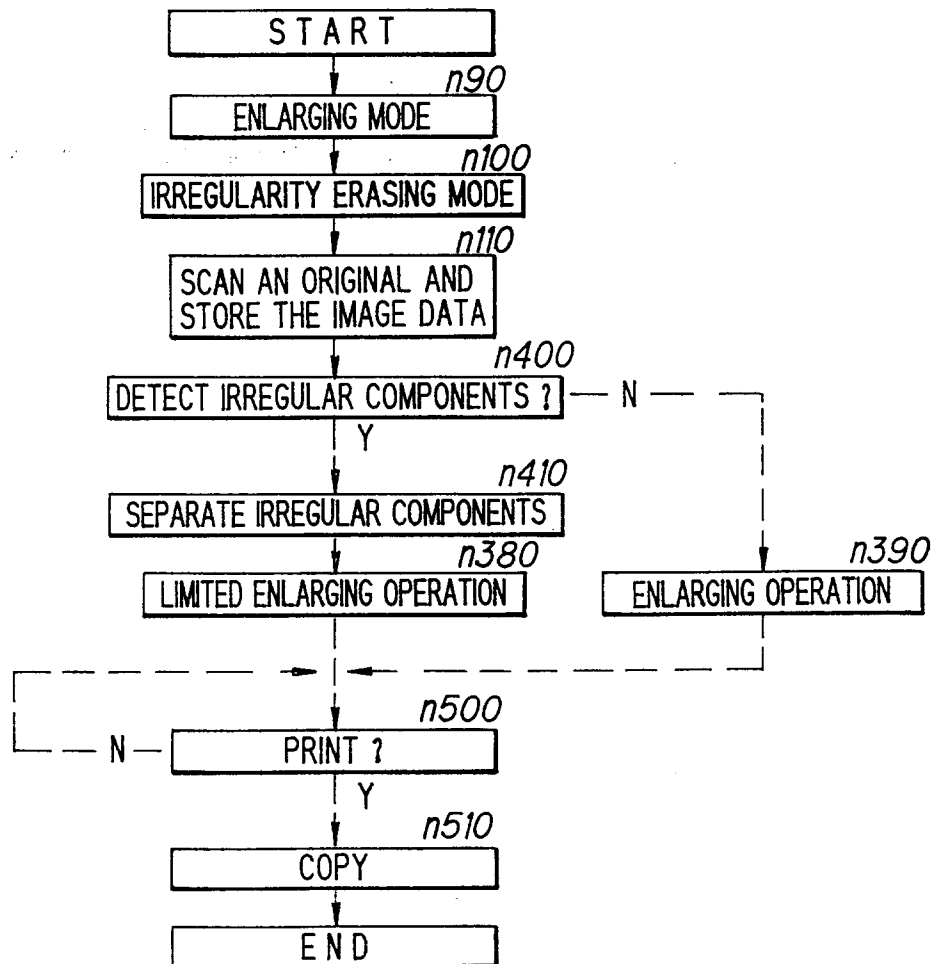 START
n90
ENLARGING MODE
n100
IRREGULARITY ERASING MODE
n110
SCAN AN ORIGINAL AND
STORE THE IMAGE DATA
n400
DETECT IRREGULAR COMPONENTS ?
N
Y
n410
SEPARATE IRREGULAR COMPONENTS
n380
LIMITED ENLARGING OPERATION
n390
ENLARGING OPERATION
n500
PRINT ?
N
Y
n510
COPY
END